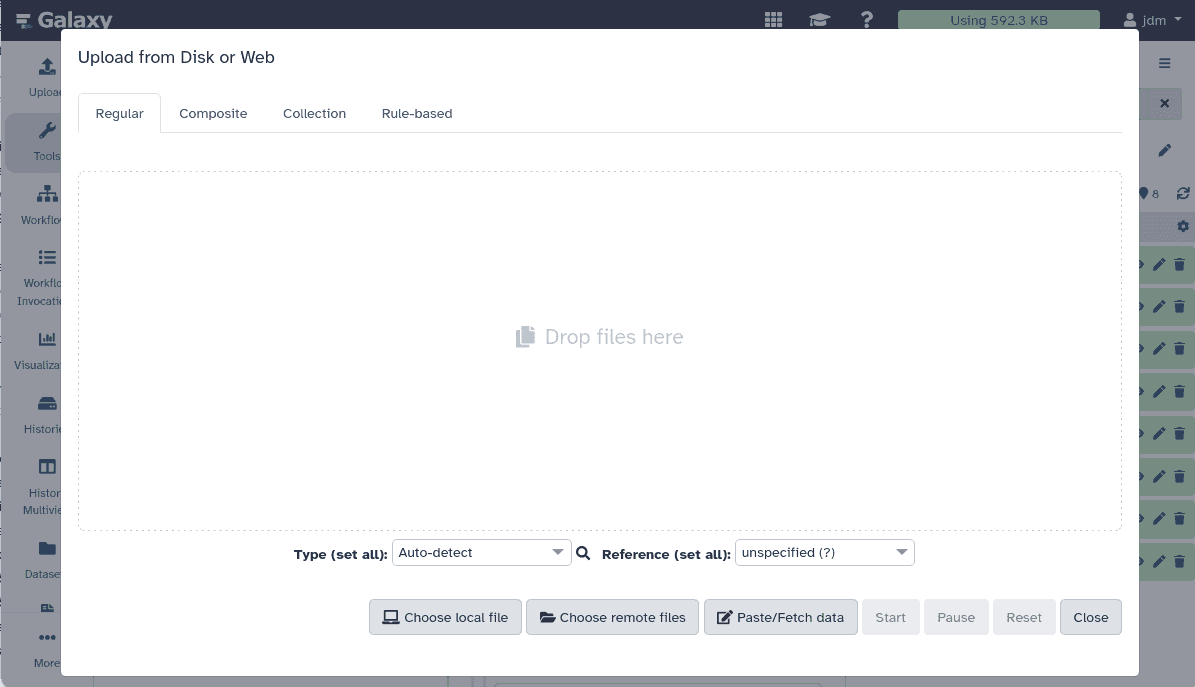 Galaxy
Using 592.3 KB
jdm
Upload from Disk or Web
Upload
Regular
Composite
Collection
Rule-based
Tools
8
Workflo
Workflo
Invocatio
Drop files here
Visualiza
Historie
Histor
Multivie
Type (set all): Auto-detect
Reference (set all): unspecified (?)
Dataset
Choose local file
Choose remote files
Paste/Fetch data
Start
Pause
Reset
Close
More